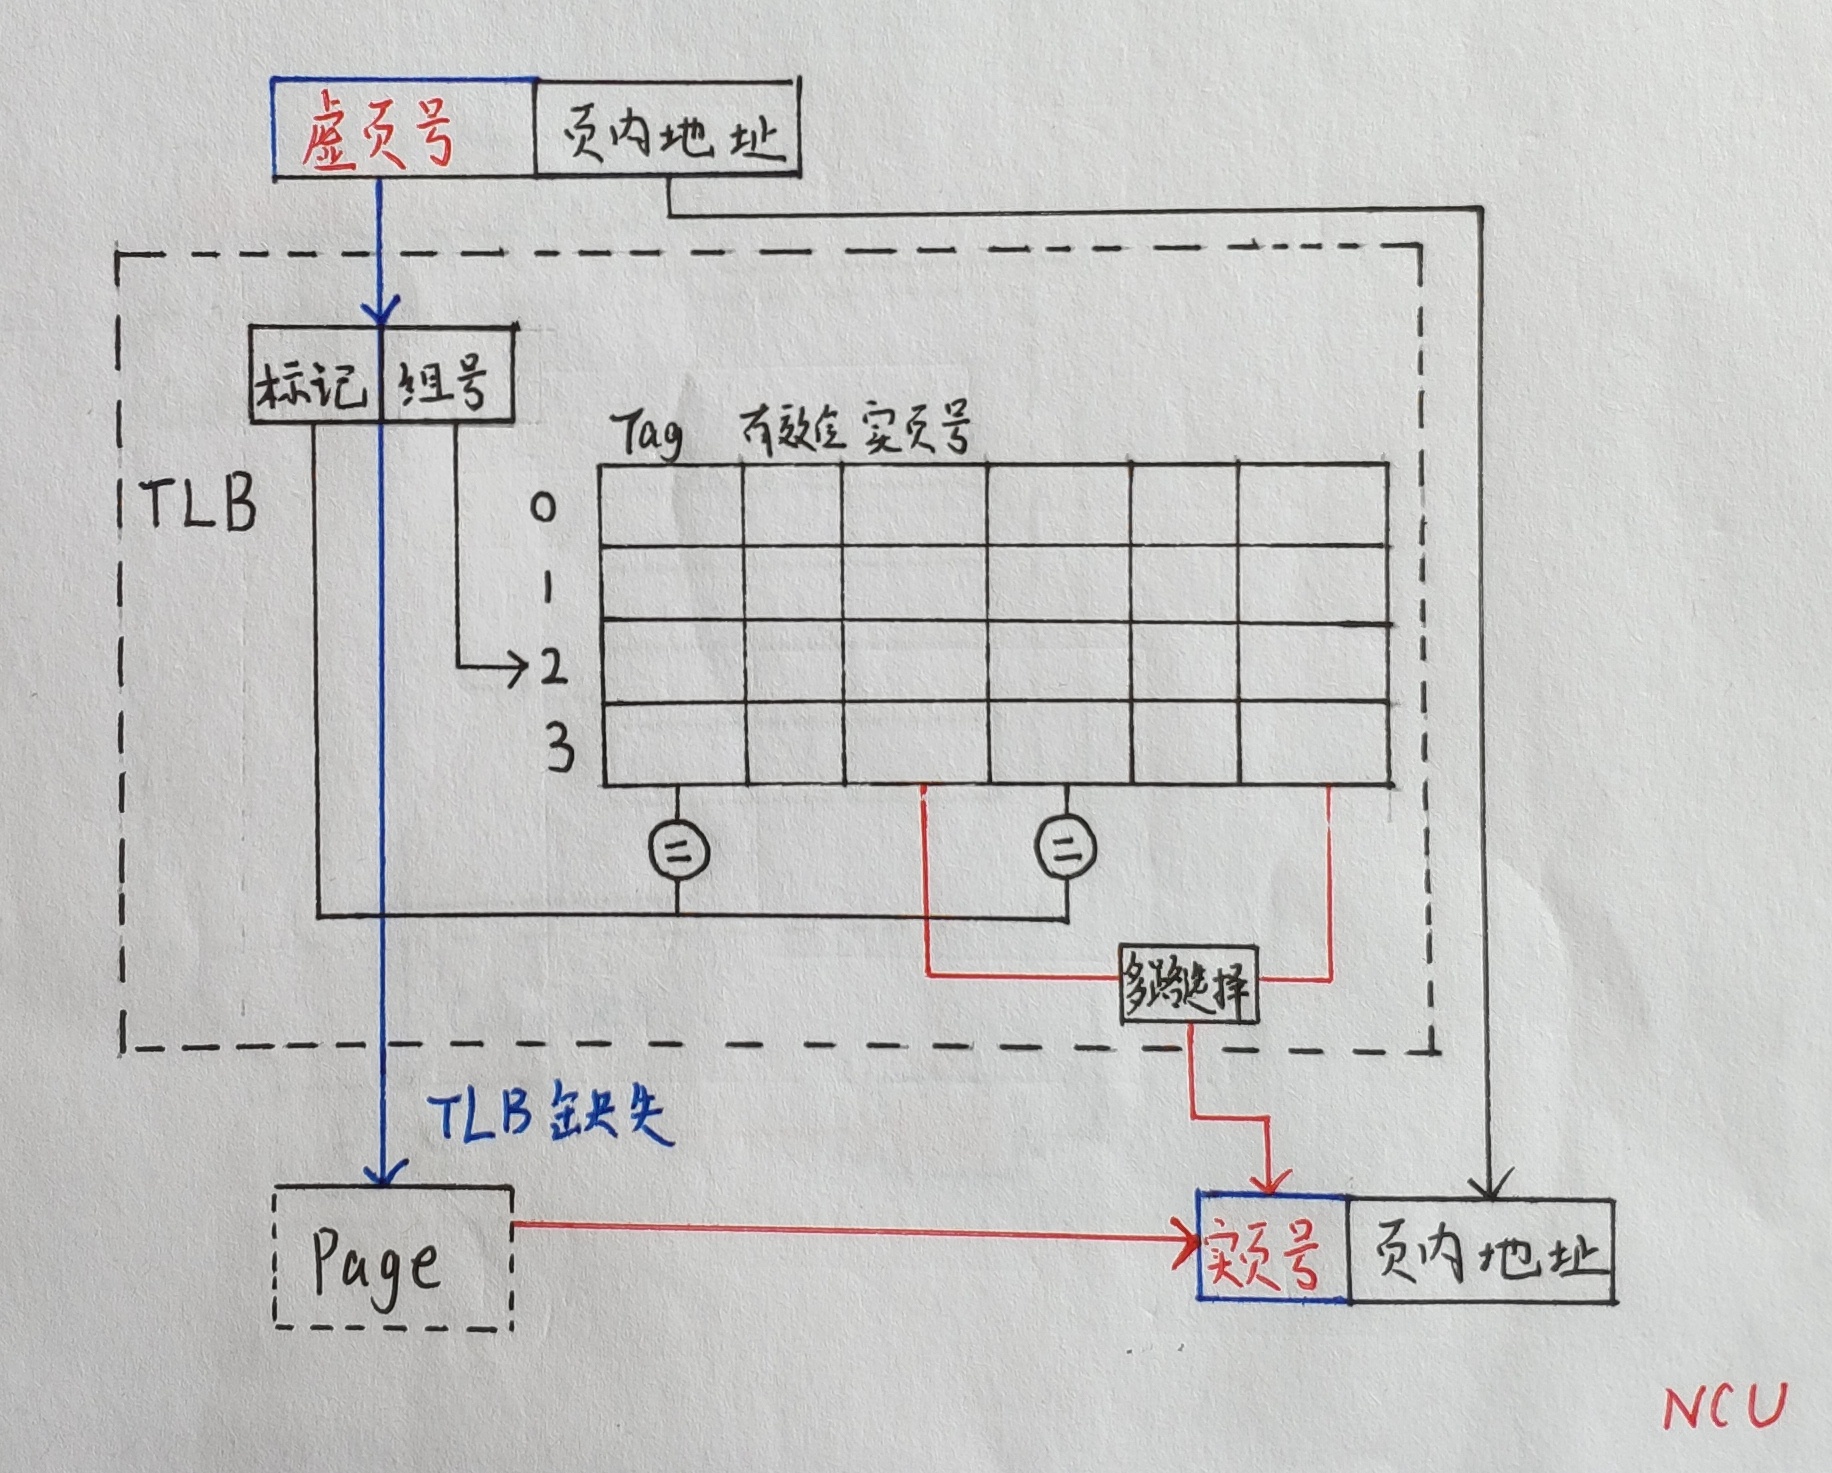 虚页号 页内地址
标记 组号
TLB
Tag 有效位 实页号
0
1
2
3
=
=
多路选择
TLB缺失
Page
实页号 页内地址
NCU